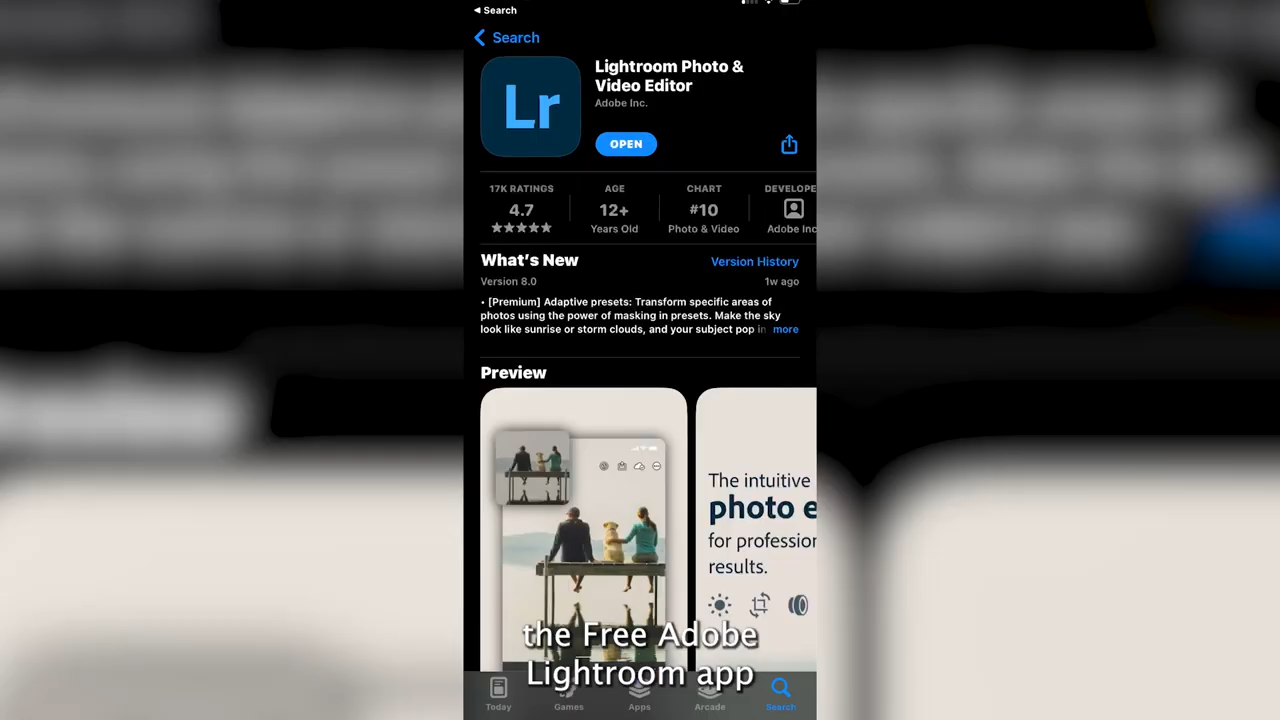 ◀ Search
Search
Lr
Lightroom Photo &
Video Editor
Adobe Inc.
OPEN
17K RATINGS
4.7
AGE
12+
Years Old
CHART
#10
Photo & Video
DEVELOPE
Adobe Inc
What's New
Version History
Version 8.0
1w ago
• [Premium] Adaptive presets: Transform specific areas of
photos using the power of masking in presets. Make the sky
look like sunrise or storm clouds, and your subject pop in more
Preview
The intuitive
photo e
for profession
results.
the Free Adobe
Lightroom app
Today
Games
Apps
Arcade
Search